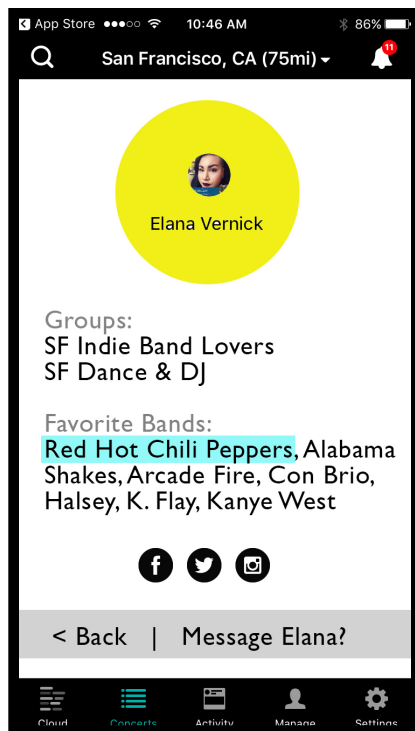 App Store 10:46 AM 86%
San Francisco, CA (75mi)
11
Elana Vernick
Groups:
SF Indie Band Lovers
SF Dance & DJ
Favorite Bands:
Red Hot Chili Peppers, Alabama
Shakes, Arcade Fire, Con Brio,
Halsey, K. Flay, Kanye West
< Back | Message Elana?
Cloud Concerts Activity Manage Settings